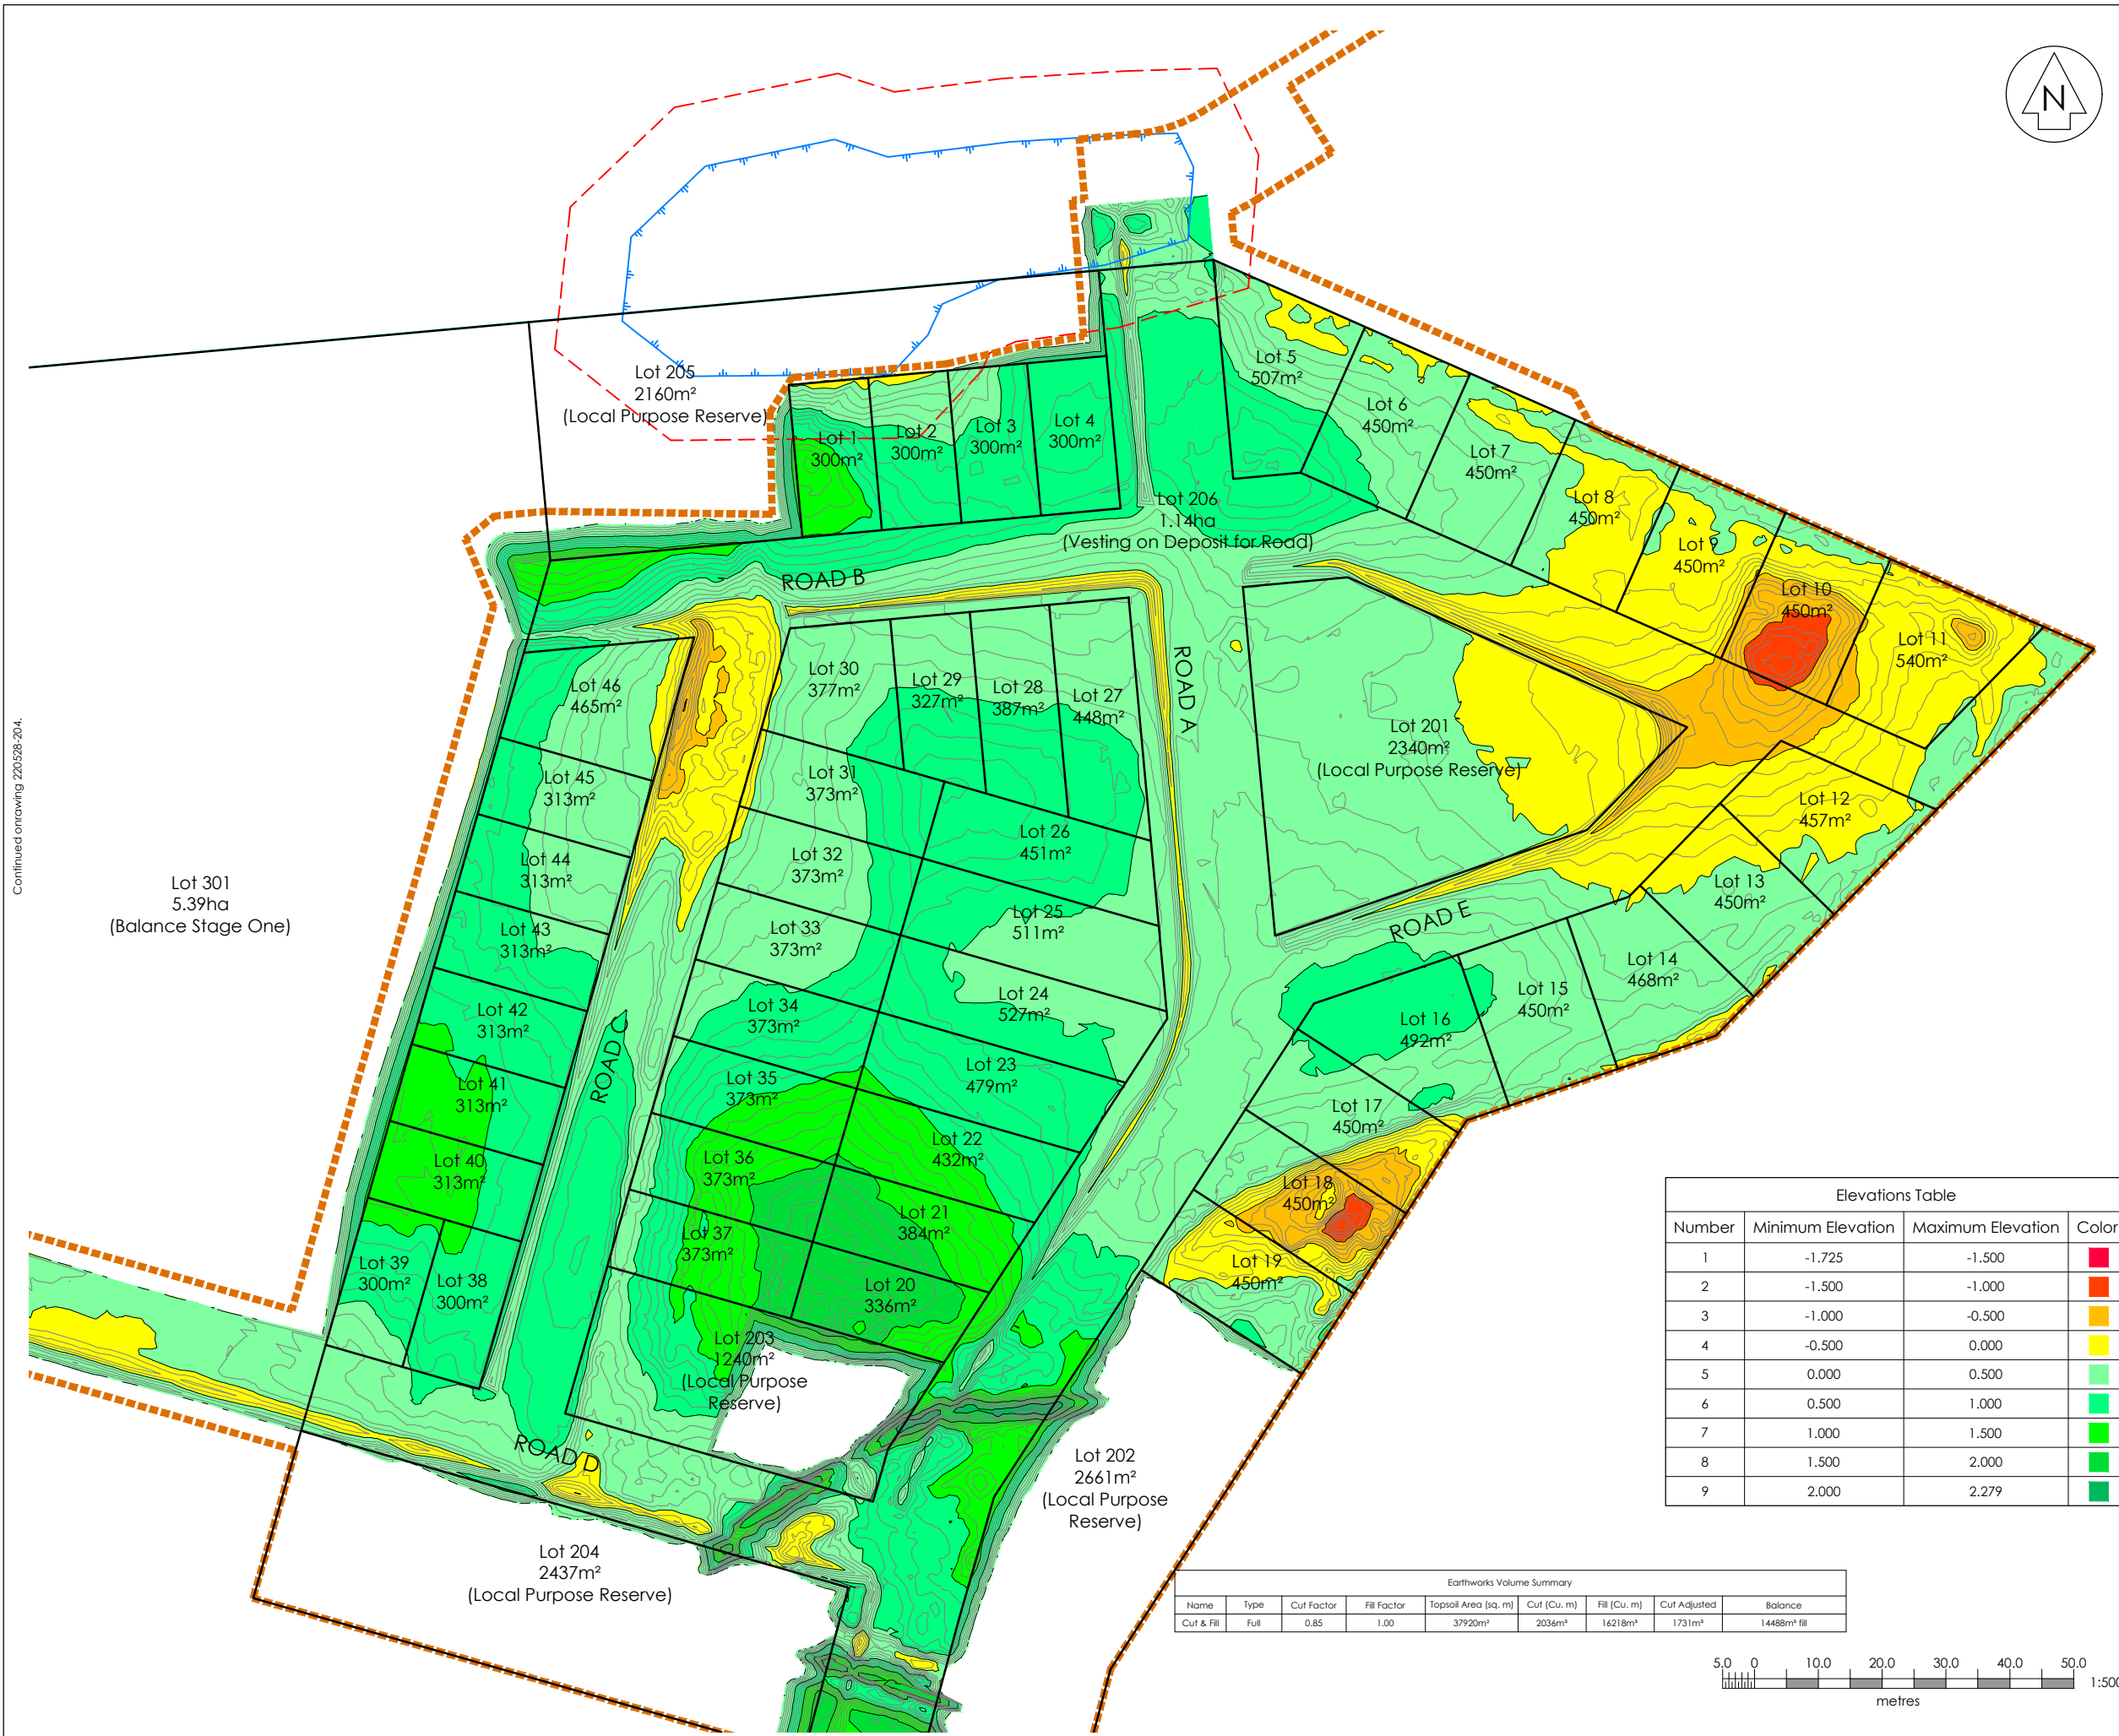 N
Lot 205
2160m²
(Local Purpose Reserve)
Lot 1
300m²
Lot 2
300m²
Lot 3
300m²
Lot 4
300m²
Lot 5
507m²
Lot 6
450m²
Lot 7
450m²
Lot 8
450m²
Lot 9
450m²
Lot 10
450m²
Lot 11
540m²
Lot 206
1.14ha
(Vesting on Deposit for Road)
ROAD B
ROAD A
Lot 46
465m²
Lot 30
377m²
Lot 29
327m²
Lot 28
387m²
Lot 27
448m²
Lot 201
2340m²
(Local Purpose Reserve)
Lot 45
313m²
Lot 31
373m²
Lot 12
457m²
Lot 44
313m²
Lot 32
373m²
Lot 26
451m²
Lot 13
450m²
Continued onrawing 220528-204.
Lot 301
5.39ha
(Balance Stage One)
Lot 43
313m²
Lot 33
373m²
Lot 25
511m²
ROAD E
Lot 14
468m²
Lot 42
313m²
Lot 34
373m²
Lot 24
527m²
Lot 15
450m²
Lot 16
492m²
ROAD C
Lot 41
313m²
Lot 35
373m²
Lot 23
479m²
Lot 17
450m²
Lot 40
313m²
Lot 36
373m²
Lot 22
432m²
Lot 18
450m²
Lot 37
373m²
Lot 21
384m²
Lot 39
300m²
Lot 38
300m²
Lot 20
336m²
Lot 19
450m²
Lot 203
1240m²
(Local Purpose
Reserve)
ROAD D
Lot 202
2661m²
(Local Purpose
Reserve)
Lot 204
2437m²
(Local Purpose Reserve)
Elevations Table
Number Minimum Elevation Maximum Elevation Color
1 -1.725 -1.500
2 -1.500 -1.000
3 -1.000 -0.500
4 -0.500 0.000
5 0.000 0.500
6 0.500 1.000
7 1.000 1.500
8 1.500 2.000
9 2.000 2.279
Earthworks Volume Summary
Name Type Cut Factor Fill Factor Topsoil Area (sq. m) Cut (Cu. m) Fill (Cu. m) Cut Adjusted Balance
Cut & Fill Full 0.85 1.00 37920m² 2036m³ 16218m³ 1731m³ 14488m³ fill
5.0 0 10.0 20.0 30.0 40.0 50.0
1:500
metres